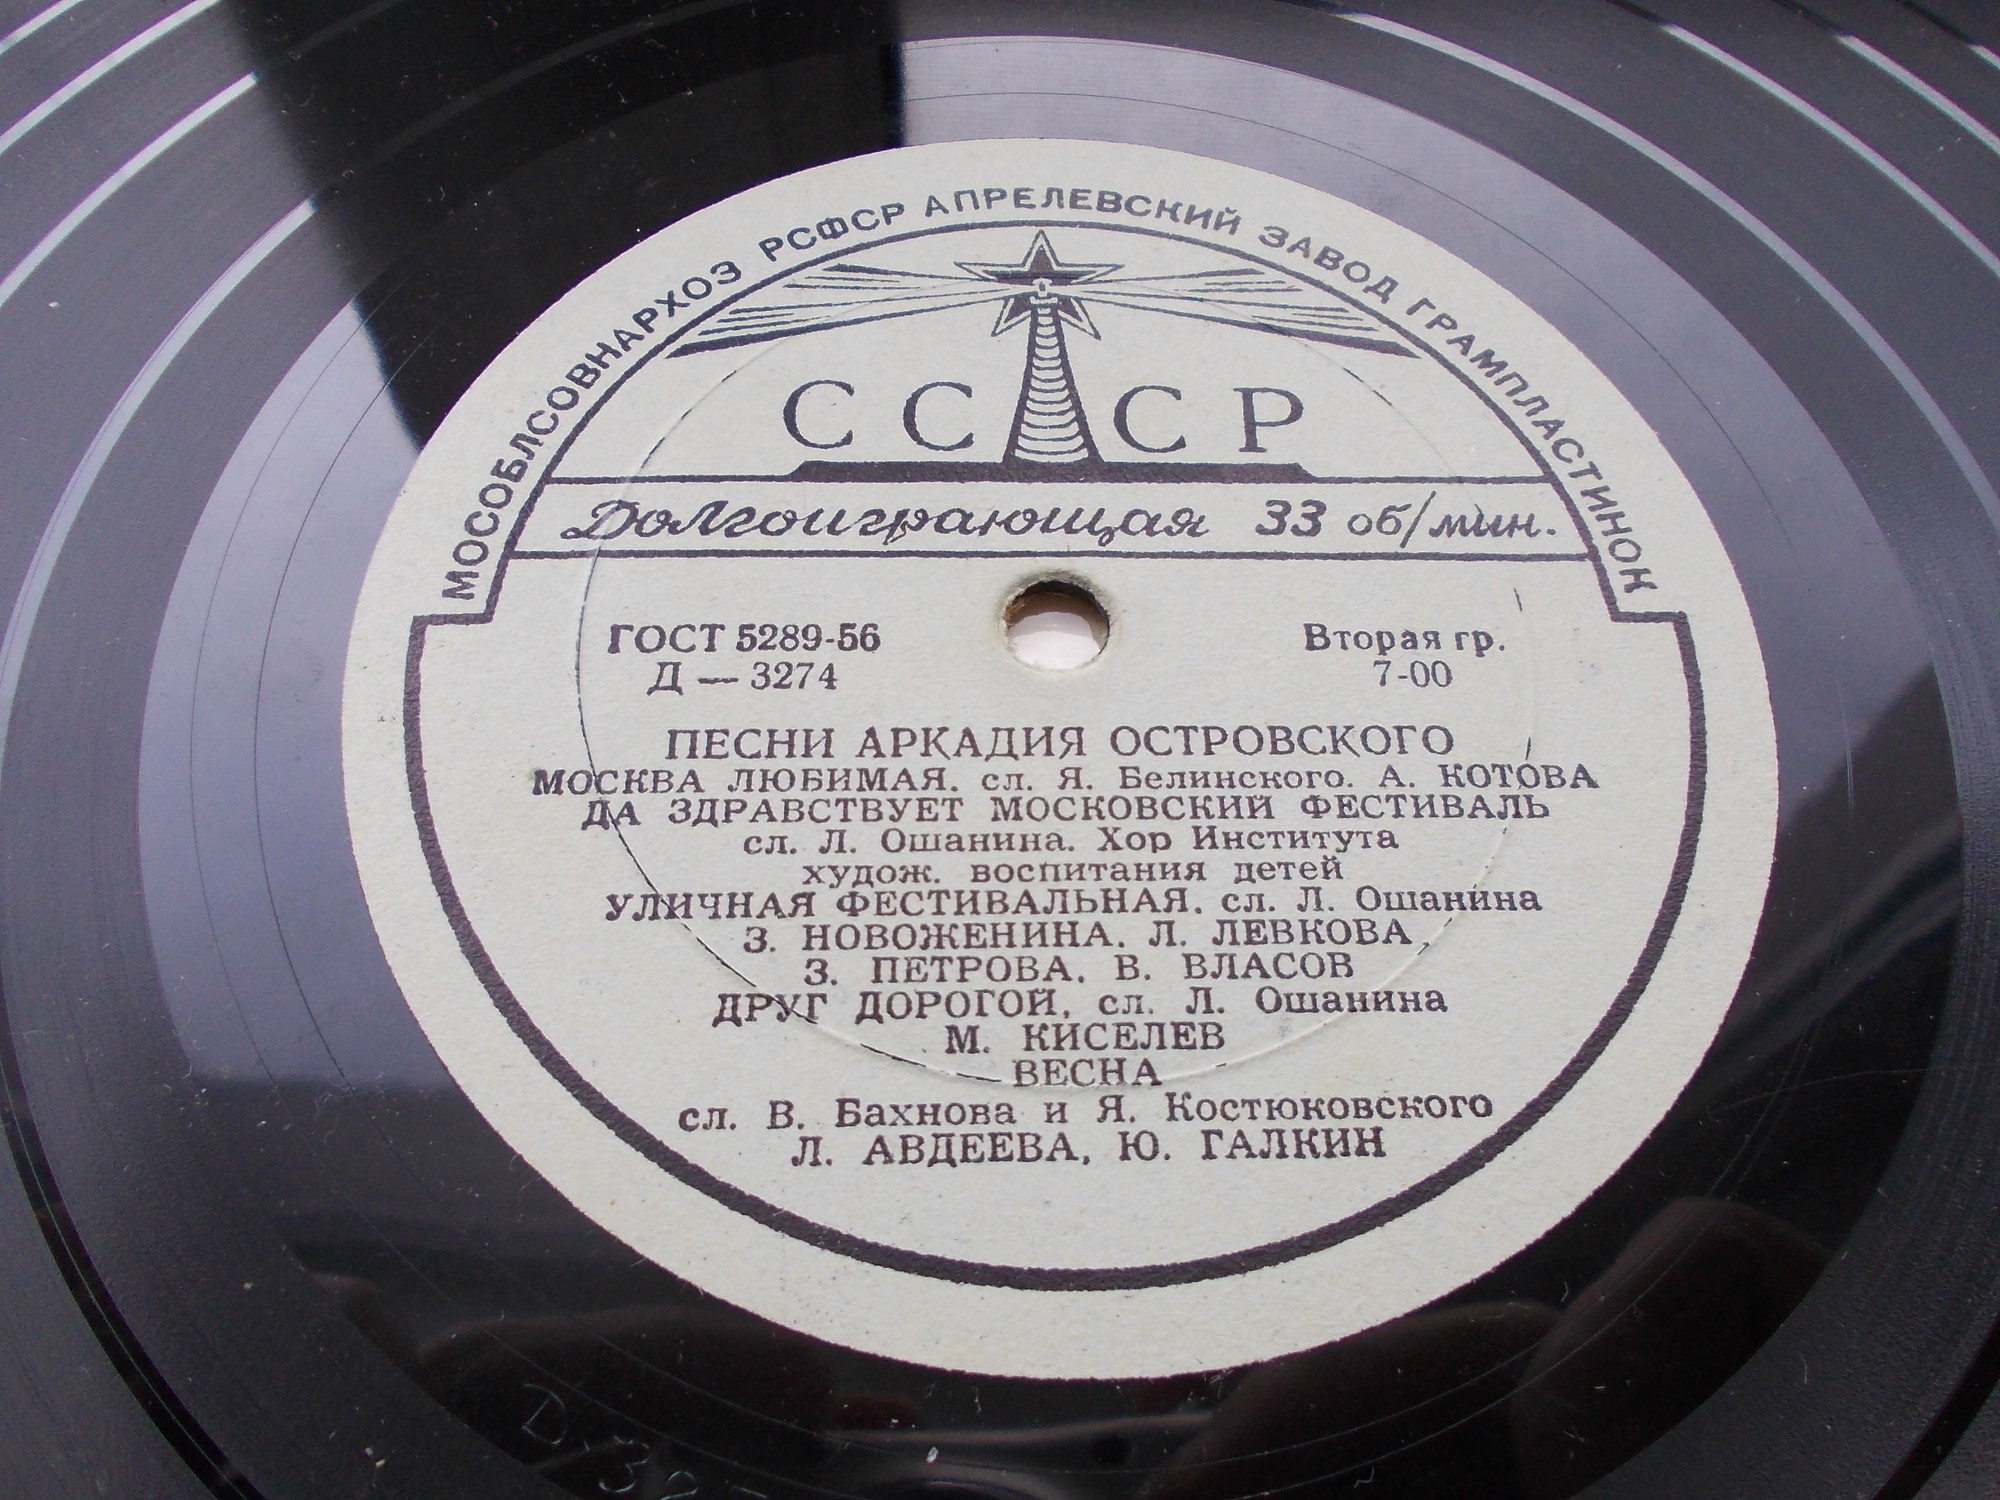 МОСОБЛСОВНАРХОЗ РСФСР АПРЕЛЕВСКИЙ ЗАВОД ГРАМПЛАСТИНОК
СССР
Долгоиграющая 33 об/мин.
ГОСТ 5289-56 Вторая гр.
Д — 3274 7-00
ПЕСНИ АРКАДИЯ ОСТРОВСКОГО
МОСКВА ЛЮБИМАЯ, сл. Я. Белинского. А. КОТОВА
ДА ЗДРАВСТВУЕТ МОСКОВСКИЙ ФЕСТИВАЛЬ
сл. Л. Ошанина. Хор Института
худож. воспитания детей
УЛИЧНАЯ ФЕСТИВАЛЬНАЯ, сл. Л. Ошанина
З. НОВОЖЕНИНА, Л. ЛЕВКОВА,
З. ПЕТРОВА, В. ВЛАСОВ
ДРУГ ДОРОГОЙ, сл. Л. Ошанина
М. КИСЕЛЕВ
ВЕСНА
сл. В. Бахнова и Я. Костюковского
Л. АВДЕЕВА, Ю. ГАЛКИН